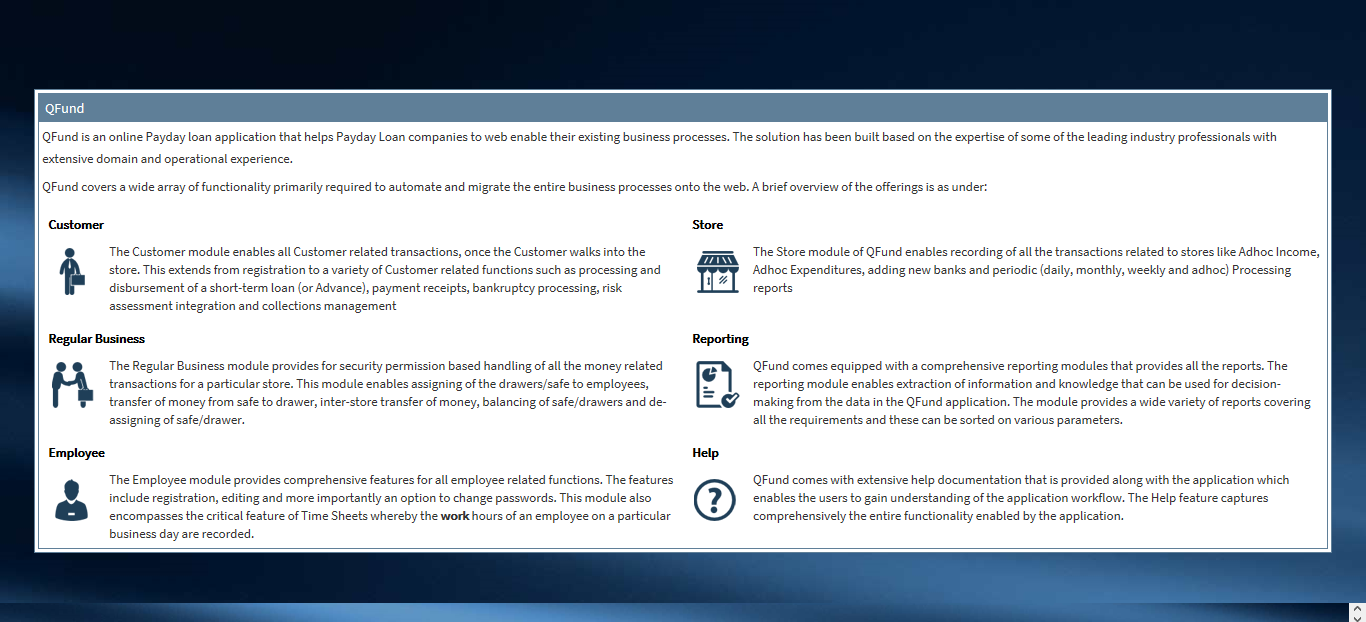 QFund
QFund is an online Payday loan application that helps Payday Loan companies to web enable their existing business processes. The solution has been built based on the expertise of some of the leading industry professionals with
extensive domain and operational experience.
QFund covers a wide array of functionality primarily required to automate and migrate the entire business processes onto the web. A brief overview of the offerings is as under:
Customer
The Customer module enables all Customer related transactions, once the Customer walks into the
store. This extends from registration to a variety of Customer related functions such as processing and
disbursement of a short-term loan (or Advance), payment receipts, bankruptcy processing, risk
assessment integration and collections management
Store
The Store module of QFund enables recording of all the transactions related to stores like Adhoc Income,
Adhoc Expenditures, adding new banks and periodic (daily, monthly, weekly and adhoc) Processing
reports
Regular Business
The Regular Business module provides for security permission based handling of all the money related
transactions for a particular store. This module enables assigning of the drawers/safe to employees,
transfer of money from safe to drawer, inter-store transfer of money, balancing of safe/drawers and de-
assigning of safe/drawer.
Reporting
QFund comes equipped with a comprehensive reporting modules that provides all the reports. The
reporting module enables extraction of information and knowledge that can be used for decision-
making from the data in the QFund application. The module provides a wide variety of reports covering
all the requirements and these can be sorted on various parameters.
Employee
The Employee module provides comprehensive features for all employee related functions. The features
include registration, editing and more importantly an option to change passwords. This module also
encompasses the critical feature of Time Sheets whereby the work hours of an employee on a particular
business day are recorded.
Help
QFund comes with extensive help documentation that is provided along with the application which
enables the users to gain understanding of the application workflow. The Help feature captures
comprehensively the entire functionality enabled by the application.